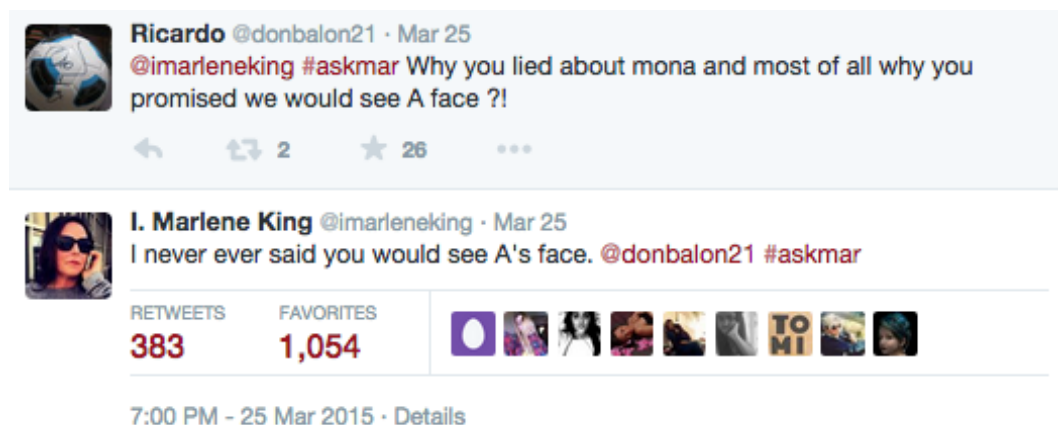 Ricardo @donbalon21 · Mar 25
@imarleneking #askmar Why you lied about mona and most of all why you
promised we would see A face ?!
2 26
I. Marlene King @imarleneking · Mar 25
I never ever said you would see A's face. @donbalon21 #askmar
RETWEETS FAVORITES
383 1,054
TO
MI
7:00 PM - 25 Mar 2015 · Details